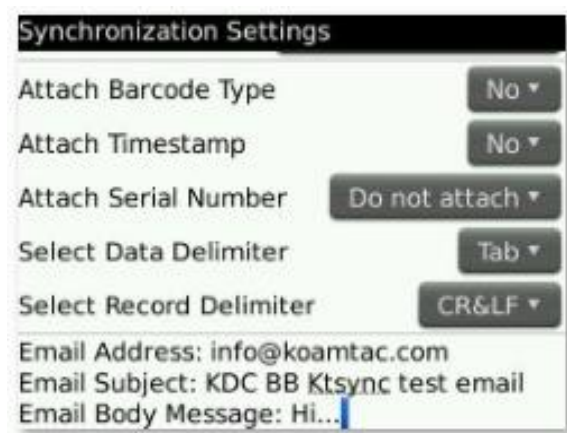 Synchronization Settings
Attach Barcode Type No
Attach Timestamp No
Attach Serial Number Do not attach
Select Data Delimiter Tab
Select Record Delimiter CR&LF
Email Address: info@koamtac.com
Email Subject: KDC BB Ktsync test email
Email Body Message: Hi...